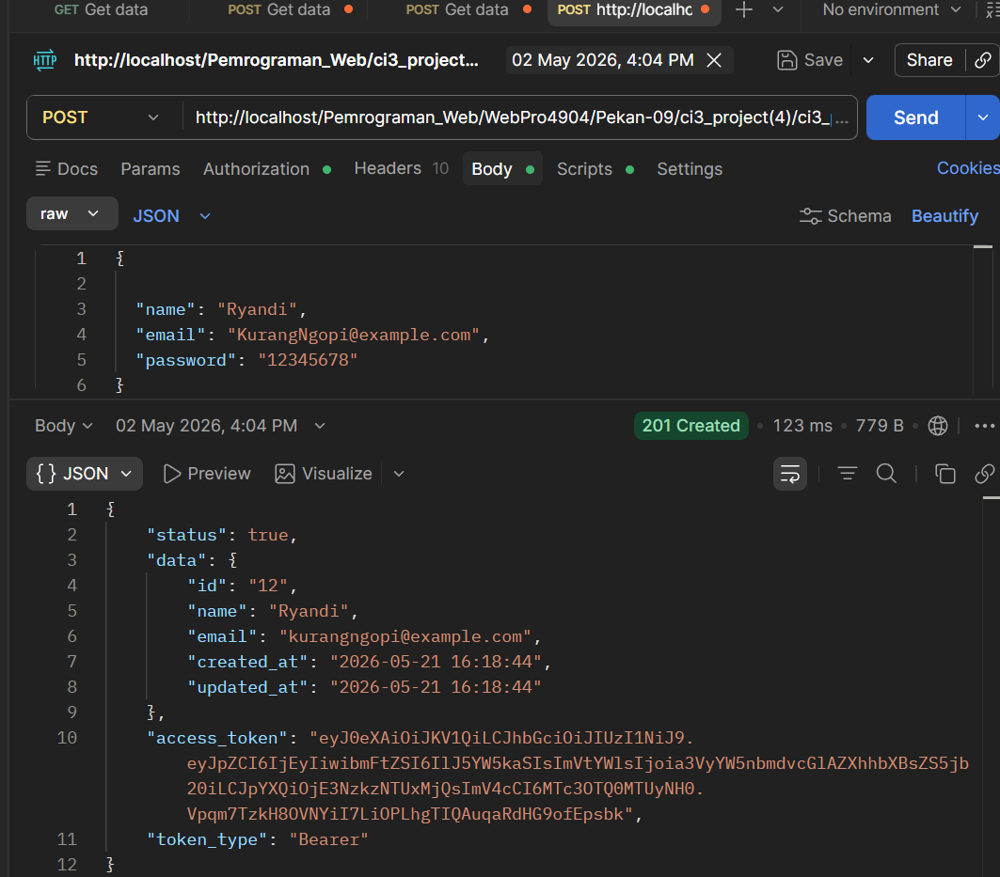 GET Get data POST Get data POST Get data POST http://localhc No environment
HTTP http://localhost/Pemrograman_Web/ci3_project... 02 May 2026, 4:04 PM Save Share
POST http://localhost/Pemrograman_Web/WebPro4904/Pekan-09/ci3_project(4)/ci3_... Send
Docs Params Authorization Headers 10 Body Scripts Settings Cookies
raw JSON Schema Beautify
1 {
2
3 "name": "Ryandi",
4 "email": "KurangNgopi@example.com",
5 "password": "12345678"
6 }
Body 02 May 2026, 4:04 PM 201 Created 123 ms 779 B
{} JSON Preview Visualize
1 {
2 "status": true,
3 "data": {
4 "id": "12",
5 "name": "Ryandi",
6 "email": "kurangngopi@example.com",
7 "created_at": "2026-05-21 16:18:44",
8 "updated_at": "2026-05-21 16:18:44"
9 },
10 "access_token": "eyJ0eXAiOiJKV1QiLCJhbGciOiJIUzI1NiJ9.
eyJpZCI6IjEyIiwibmFtZSI6IlJ5YW5kaSIsImVtYWlsIjoia3VyYW5nbmdvcGlAZXhhbXBsZS5jb
20iLCJpYXQiOjE3NzkzNTUxMjQsImV4cCI6MTc3OTQ0MTUyNH0.
Vpqm7TzkH8OVNYiI7LiOPLhgTIQAuqaRdHG9ofEpsbk",
11 "token_type": "Bearer"
12 }